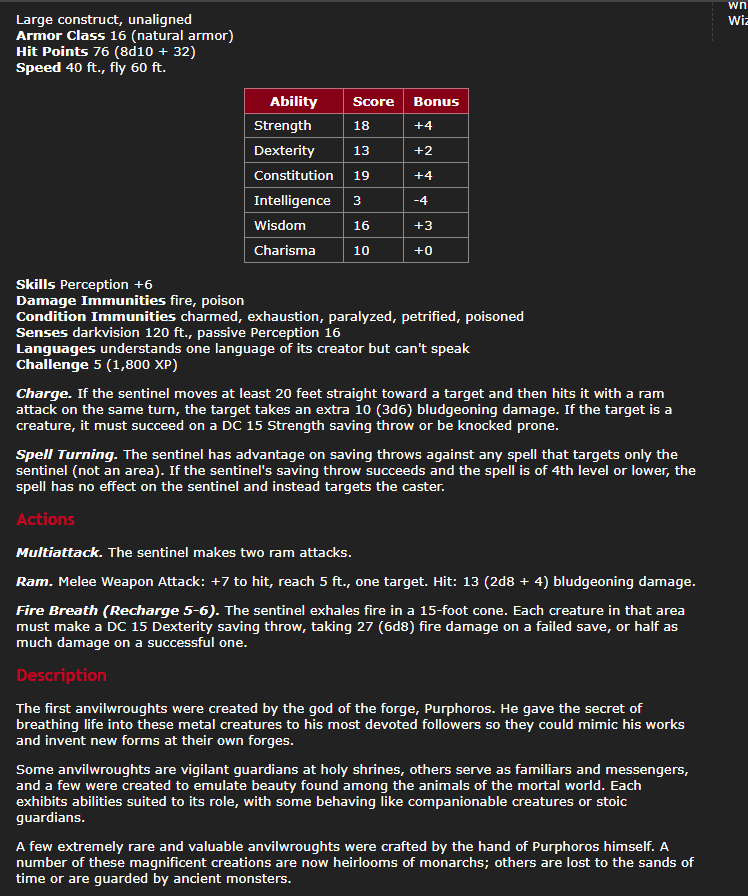 wh
Wiz
Large construct, unaligned
Armor Class 16 (natural armor)
Hit Points 76 (8d10 + 32)
Speed 40 ft., fly 60 ft.
Ability Score Bonus
Strength 18 +4
Dexterity 13 +2
Constitution 19 +4
Intelligence 3 -4
Wisdom 16 +3
Charisma 10 +0
Skills Perception +6
Damage Immunities fire, poison
Condition Immunities charmed, exhaustion, paralyzed, petrified, poisoned
Senses darkvision 120 ft., passive Perception 16
Languages understands one language of its creator but can't speak
Challenge 5 (1,800 XP)
Charge. If the sentinel moves at least 20 feet straight toward a target and then hits it with a ram
attack on the same turn, the target takes an extra 10 (3d6) bludgeoning damage. If the target is a
creature, it must succeed on a DC 15 Strength saving throw or be knocked prone.
Spell Turning. The sentinel has advantage on saving throws against any spell that targets only the
sentinel (not an area). If the sentinel's saving throw succeeds and the spell is of 4th level or lower, the
spell has no effect on the sentinel and instead targets the caster.
Actions
Multiattack. The sentinel makes two ram attacks.
Ram. Melee Weapon Attack: +7 to hit, reach 5 ft., one target. Hit: 13 (2d8 + 4) bludgeoning damage.
Fire Breath (Recharge 5-6). The sentinel exhales fire in a 15-foot cone. Each creature in that area
must make a DC 15 Dexterity saving throw, taking 27 (6d8) fire damage on a failed save, or half as
much damage on a successful one.
Description
The first anvilwroughts were created by the god of the forge, Purphoros. He gave the secret of
breathing life into these metal creatures to his most devoted followers so they could mimic his works
and invent new forms at their own forges.
Some anvilwroughts are vigilant guardians at holy shrines, others serve as familiars and messengers,
and a few were created to emulate beauty found among the animals of the mortal world. Each
exhibits abilities suited to its role, with some behaving like companionable creatures or stoic
guardians.
A few extremely rare and valuable anvilwroughts were crafted by the hand of Purphoros himself. A
number of these magnificent creations are now heirlooms of monarchs; others are lost to the sands of
time or are guarded by ancient monsters.